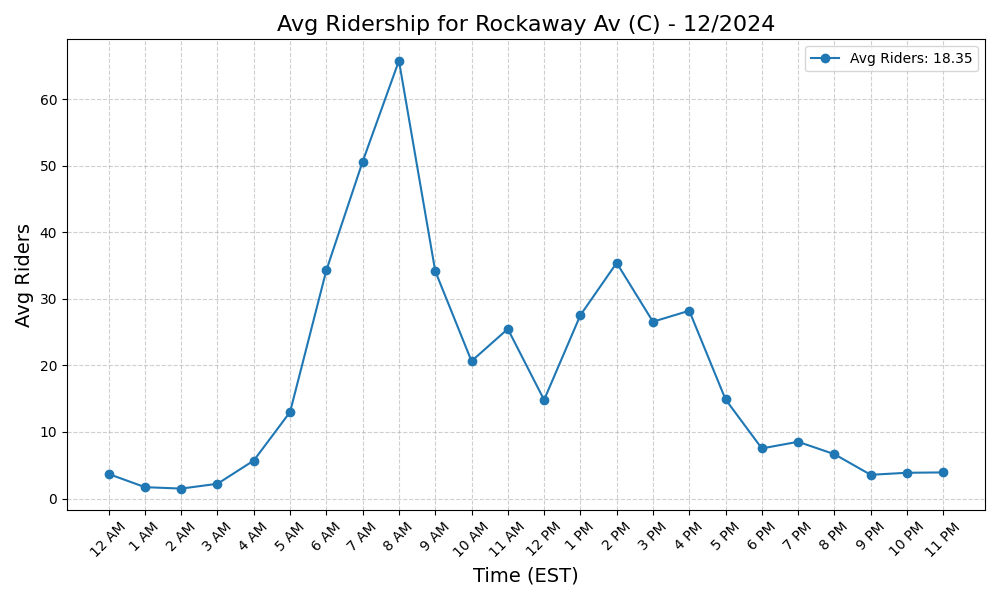 Avg Ridership for Rockaway Av (C) - 12/2024
Avg Riders: 18.35
Avg Riders
60
50
40
30
20
10
0
12 AM
1 AM
2 AM
3 AM
4 AM
5 AM
6 AM
7 AM
8 AM
9 AM
10 AM
11 AM
12 PM
1 PM
2 PM
3 PM
4 PM
5 PM
6 PM
7 PM
8 PM
9 PM
10 PM
11 PM
Time (EST)